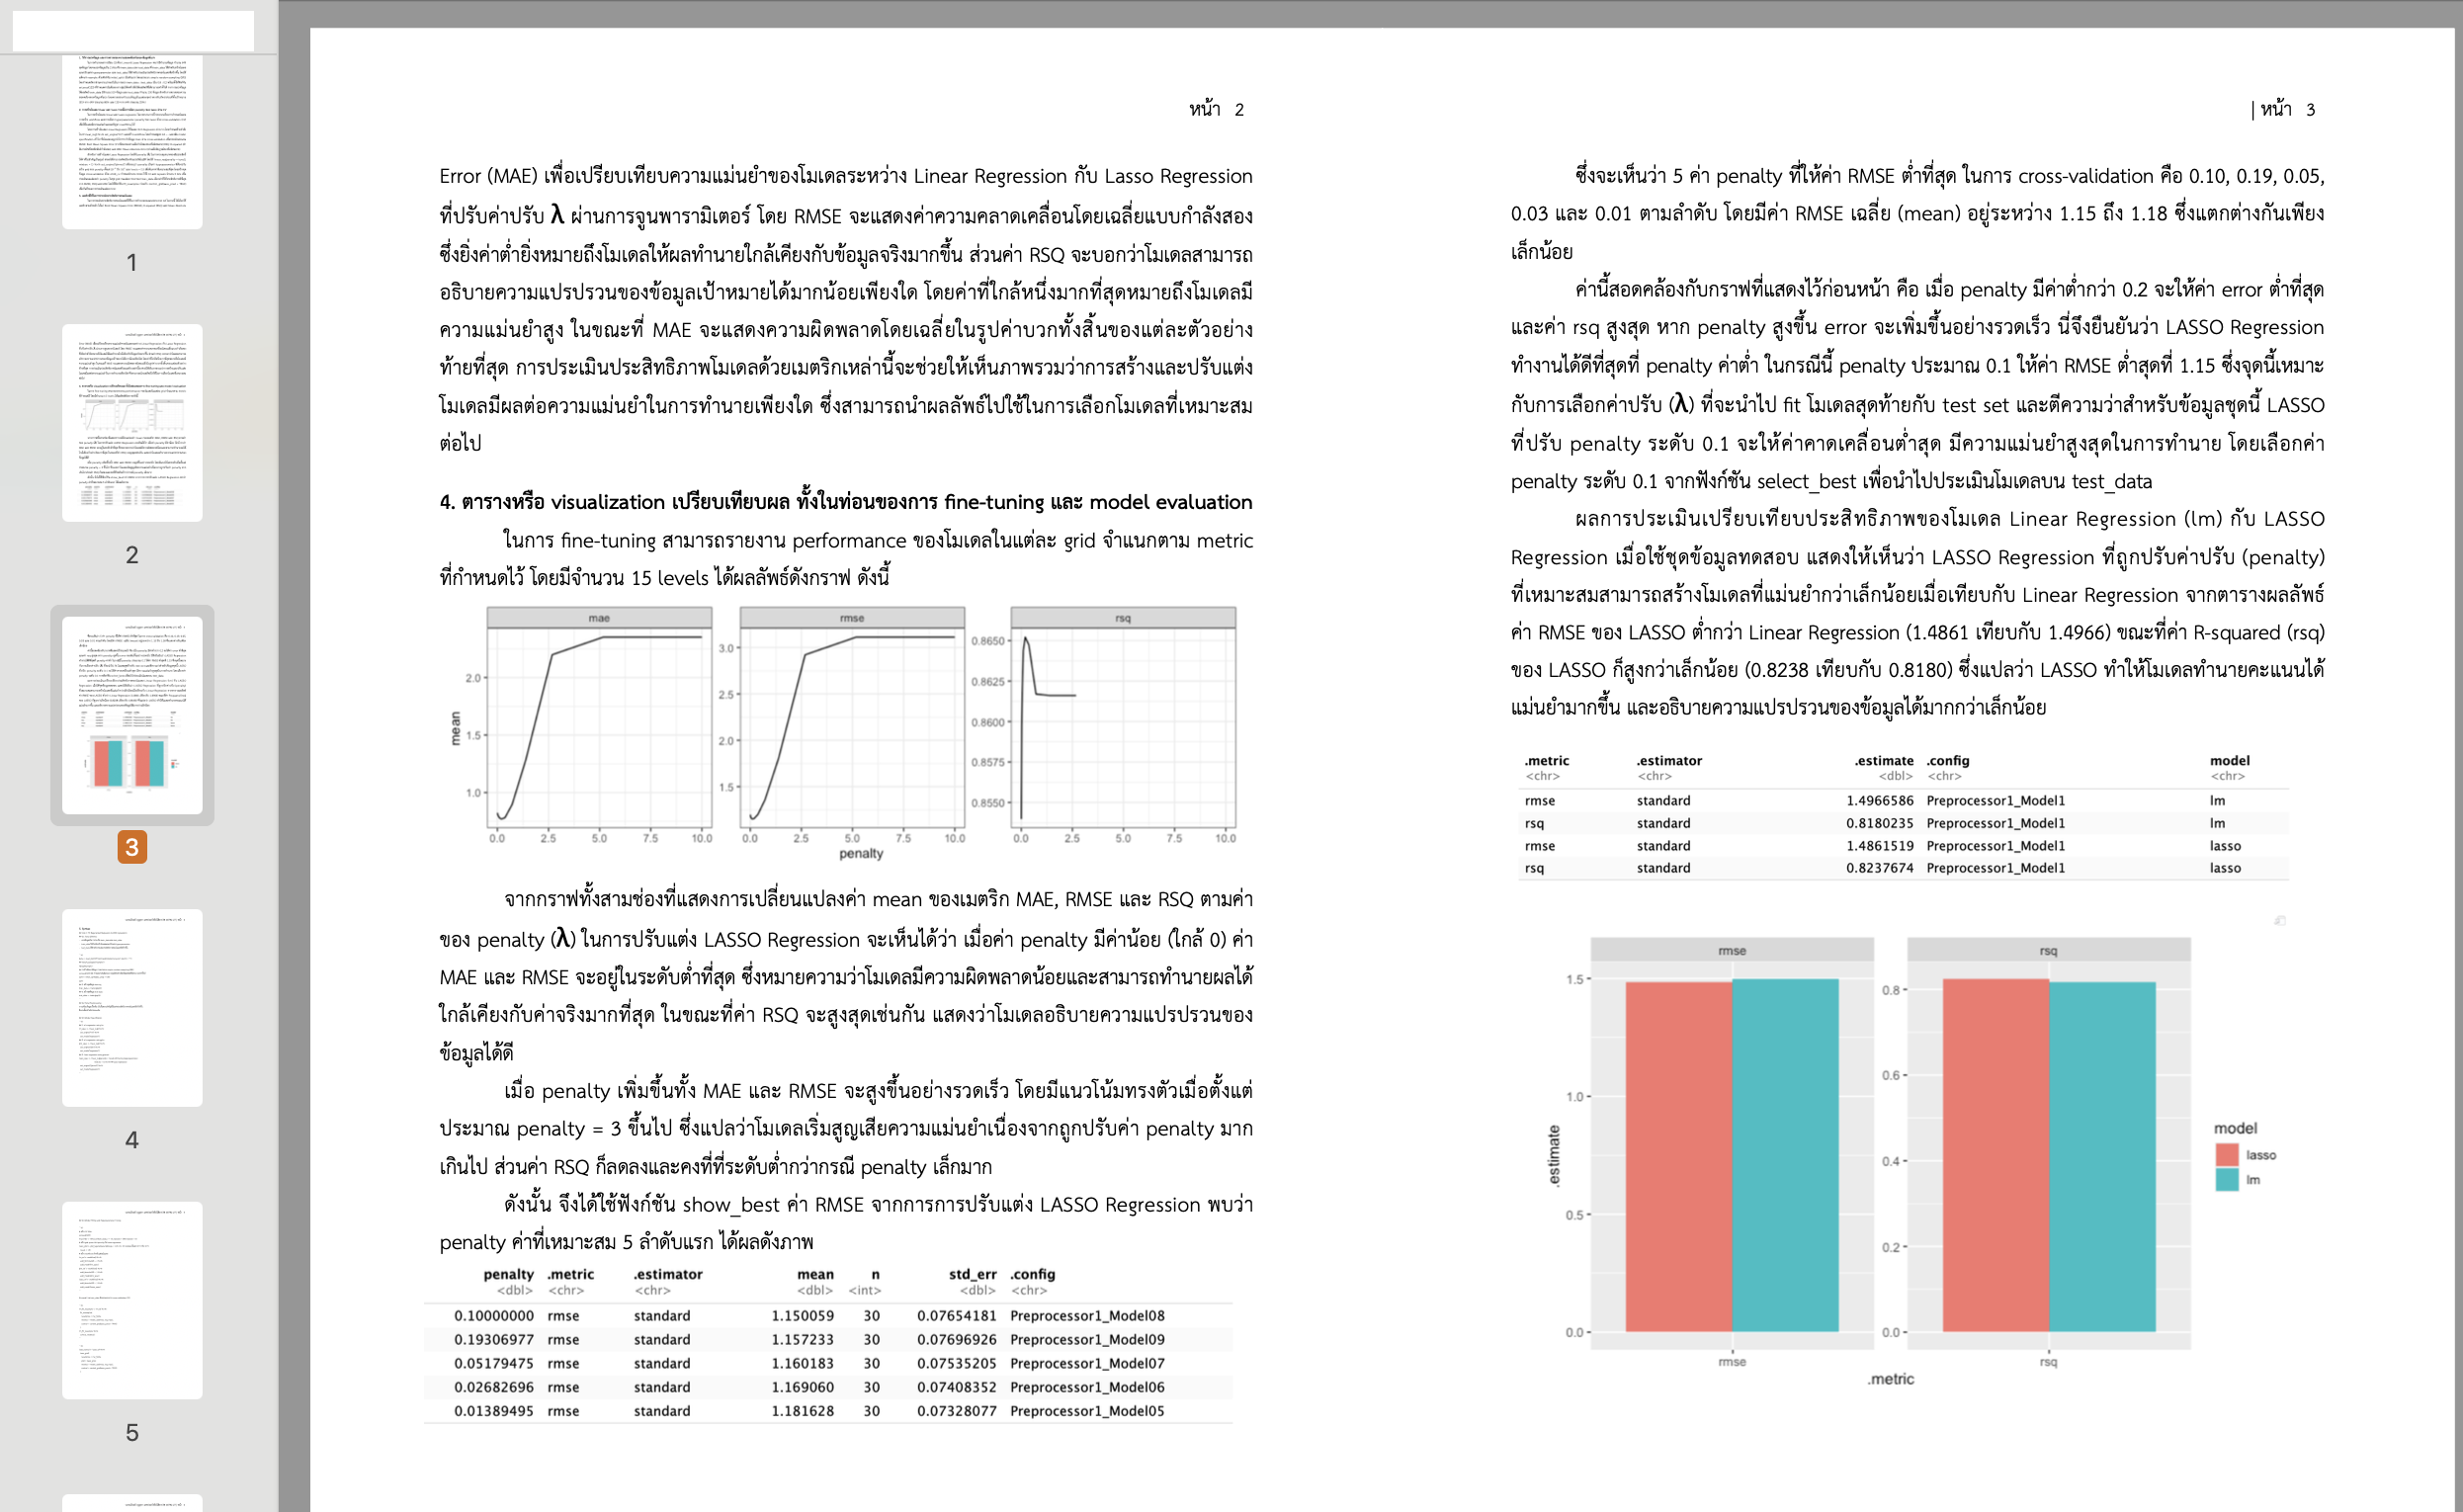 1
2
3
4
5
หน้า 2
Error (MAE) เพื่อเปรียบเทียบความแม่นยำของโมเดลระหว่าง Linear Regression กับ Lasso Regression
ที่ปรับค่าปรับ λ ผ่านการจูนพารามิเตอร์ โดย RMSE จะแสดงค่าความคลาดเคลื่อนโดยเฉลี่ยแบบกำลังสอง
ซึ่งยิ่งค่าต่ำยิ่งหมายถึงโมเดลให้ผลทำนายใกล้เคียงกับข้อมูลจริงมากขึ้น ส่วนค่า RSQ จะบอกว่าโมเดลสามารถ
อธิบายความแปรปรวนของข้อมูลเป้าหมายได้มากน้อยเพียงใด โดยค่าที่ใกล้หนึ่งมากที่สุดหมายถึงโมเดลมี
ความแม่นยำสูง ในขณะที่ MAE จะแสดงความผิดพลาดโดยเฉลี่ยในรูปค่าบวกทั้งสิ้นของแต่ละตัวอย่าง
ท้ายที่สุด การประเมินประสิทธิภาพโมเดลด้วยเมตริกเหล่านี้จะช่วยให้เห็นภาพรวมว่าการสร้างและปรับแต่ง
โมเดลมีผลต่อความแม่นยำในการทำนายเพียงใด ซึ่งสามารถนำผลลัพธ์ไปใช้ในการเลือกโมเดลที่เหมาะสม
ต่อไป
4. ตารางหรือ visualization เปรียบเทียบผล ทั้งในท่อนของการ fine-tuning และ model evaluation
ในการ fine-tuning สามารถรายงาน performance ของโมเดลในแต่ละ grid จำแนกตาม metric
ที่กำหนดไว้ โดยมีจำนวน 15 levels ได้ผลลัพธ์ดังกราฟ ดังนี้
mae rmse rsq
mean
2.0
1.5
1.0
3.0
2.5
2.0
1.5
0.8650
0.8625
0.8600
0.8575
0.8550
0.0 2.5 5.0 7.5 10.0 0.0 2.5 5.0 7.5 10.0 0.0 2.5 5.0 7.5 10.0
penalty
จากกราฟทั้งสามช่องที่แสดงการเปลี่ยนแปลงค่า mean ของเมตริก MAE, RMSE และ RSQ ตามค่า
ของ penalty (λ) ในการปรับแต่ง LASSO Regression จะเห็นได้ว่า เมื่อค่า penalty มีค่าน้อย (ใกล้ 0) ค่า
MAE และ RMSE จะอยู่ในระดับต่ำที่สุด ซึ่งหมายความว่าโมเดลมีความผิดพลาดน้อยและสามารถทำนายผลได้
ใกล้เคียงกับค่าจริงมากที่สุด ในขณะที่ค่า RSQ จะสูงสุดเช่นกัน แสดงว่าโมเดลอธิบายความแปรปรวนของ
ข้อมูลได้ดี
เมื่อ penalty เพิ่มขึ้นทั้ง MAE และ RMSE จะสูงขึ้นอย่างรวดเร็ว โดยมีแนวโน้มทรงตัวเมื่อตั้งแต่
ประมาณ penalty = 3 ขึ้นไป ซึ่งแปลว่าโมเดลเริ่มสูญเสียความแม่นยำเนื่องจากถูกปรับค่า penalty มาก
เกินไป ส่วนค่า RSQ ก็ลดลงและคงที่ที่ระดับต่ำกว่ากรณี penalty เล็กมาก
ดังนั้น จึงได้ใช้ฟังก์ชัน show_best ค่า RMSE จากการการปรับแต่ง LASSO Regression พบว่า
penalty ค่าที่เหมาะสม 5 ลำดับแรก ได้ผลดังภาพ
penalty .metric .estimator mean n std_err .config
<dbl> <chr> <chr> <dbl> <int> <dbl> <chr>
0.10000000 rmse standard 1.150059 30 0.07654181 Preprocessor1_Model08
0.19306977 rmse standard 1.157233 30 0.07696926 Preprocessor1_Model09
0.05179475 rmse standard 1.160183 30 0.07535205 Preprocessor1_Model07
0.02682696 rmse standard 1.169060 30 0.07408352 Preprocessor1_Model06
0.01389495 rmse standard 1.181628 30 0.07328077 Preprocessor1_Model05
| หน้า 3
ซึ่งจะเห็นว่า 5 ค่า penalty ที่ให้ค่า RMSE ต่ำที่สุด ในการ cross-validation คือ 0.10, 0.19, 0.05,
0.03 และ 0.01 ตามลำดับ โดยมีค่า RMSE เฉลี่ย (mean) อยู่ระหว่าง 1.15 ถึง 1.18 ซึ่งแตกต่างกันเพียง
เล็กน้อย
ค่านี้สอดคล้องกับกราฟที่แสดงไว้ก่อนหน้า คือ เมื่อ penalty มีค่าต่ำกว่า 0.2 จะให้ค่า error ต่ำที่สุด
และค่า rsq สูงสุด หาก penalty สูงขึ้น error จะเพิ่มขึ้นอย่างรวดเร็ว นี่จึงยืนยันว่า LASSO Regression
ทำงานได้ดีที่สุดที่ penalty ค่าต่ำ ในกรณีนี้ penalty ประมาณ 0.1 ให้ค่า RMSE ต่ำสุดที่ 1.15 ซึ่งจุดนี้เหมาะ
กับการเลือกค่าปรับ (λ) ที่จะนำไป fit โมเดลสุดท้ายกับ test set และตีความว่าสำหรับข้อมูลชุดนี้ LASSO
ที่ปรับ penalty ระดับ 0.1 จะให้ค่าคาดเคลื่อนต่ำสุด มีความแม่นยำสูงสุดในการทำนาย โดยเลือกค่า
penalty ระดับ 0.1 จากฟังก์ชัน select_best เพื่อนำไปประเมินโมเดลบน test_data
ผลการประเมินเปรียบเทียบประสิทธิภาพของโมเดล Linear Regression (lm) กับ LASSO
Regression เมื่อใช้ชุดข้อมูลทดสอบ แสดงให้เห็นว่า LASSO Regression ที่ถูกปรับค่าปรับ (penalty)
ที่เหมาะสมสามารถสร้างโมเดลที่แม่นยำกว่าเล็กน้อยเมื่อเทียบกับ Linear Regression จากตารางผลลัพธ์
ค่า RMSE ของ LASSO ต่ำกว่า Linear Regression (1.4861 เทียบกับ 1.4966) ขณะที่ค่า R-squared (rsq)
ของ LASSO ก็สูงกว่าเล็กน้อย (0.8238 เทียบกับ 0.8180) ซึ่งแปลว่า LASSO ทำให้โมเดลทำนายคะแนนได้
แม่นยำมากขึ้น และอธิบายความแปรปรวนของข้อมูลได้มากกว่าเล็กน้อย
.metric .estimator .estimate .config model
<chr> <chr> <dbl> <chr> <chr>
rmse standard 1.4966586 Preprocessor1_Model1 lm
rsq standard 0.8180235 Preprocessor1_Model1 lm
rmse standard 1.4861519 Preprocessor1_Model1 lasso
rsq standard 0.8237674 Preprocessor1_Model1 lasso
rmse rsq
.estimate
1.5
1.0
0.5
0.0
0.8
0.6
0.4
0.2
0.0
rmse rsq
.metric
model
lasso
lm